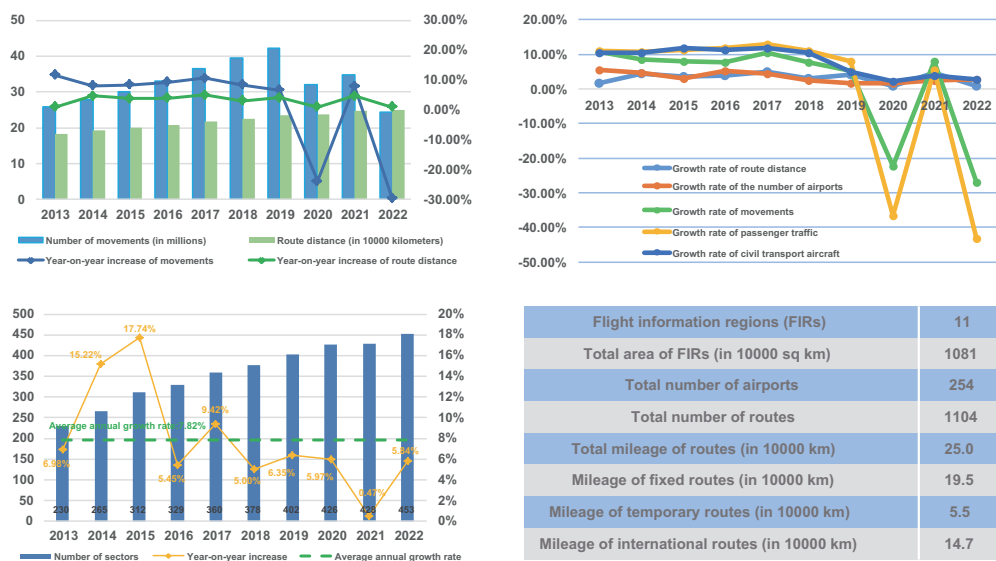 50
40
30
20
10
0
30.00%
20.00%
10.00%
0.00%
-10.00%
-20.00%
-30.00%
2013 2014 2015 2016 2017 2018 2019 2020 2021 2022
Number of movements (in millions) Route distance (in 10000 kilometers)
Year-on-year increase of movements Year-on-year increase of route distance
20.00%
10.00%
0.00%
-10.00%
-20.00%
-30.00%
-40.00%
-50.00%
2013 2014 2015 2016 2017 2018 2019 2020 2021 2022
Growth rate of route distance
Growth rate of the number of airports
Growth rate of movements
Growth rate of passenger traffic
Growth rate of civil transport aircraft
500
450
400
350
300
250
200
150
100
50
0
20%
18%
16%
14%
12%
10%
8%
6%
4%
2%
0%
Average annual growth rate 7.82%
6.98% 15.22% 17.74% 5.45% 9.42% 5.00% 6.35% 5.97% 0.47% 5.84%
230 265 312 329 360 378 402 426 428 453
2013 2014 2015 2016 2017 2018 2019 2020 2021 2022
Number of sectors Year-on-year increase Average annual growth rate
Flight information regions (FIRs) 11
Total area of FIRs (in 10000 sq km) 1081
Total number of airports 254
Total number of routes 1104
Total mileage of routes (in 10000 km) 25.0
Mileage of fixed routes (in 10000 km) 19.5
Mileage of temporary routes (in 10000 km) 5.5
Mileage of international routes (in 10000 km) 14.7